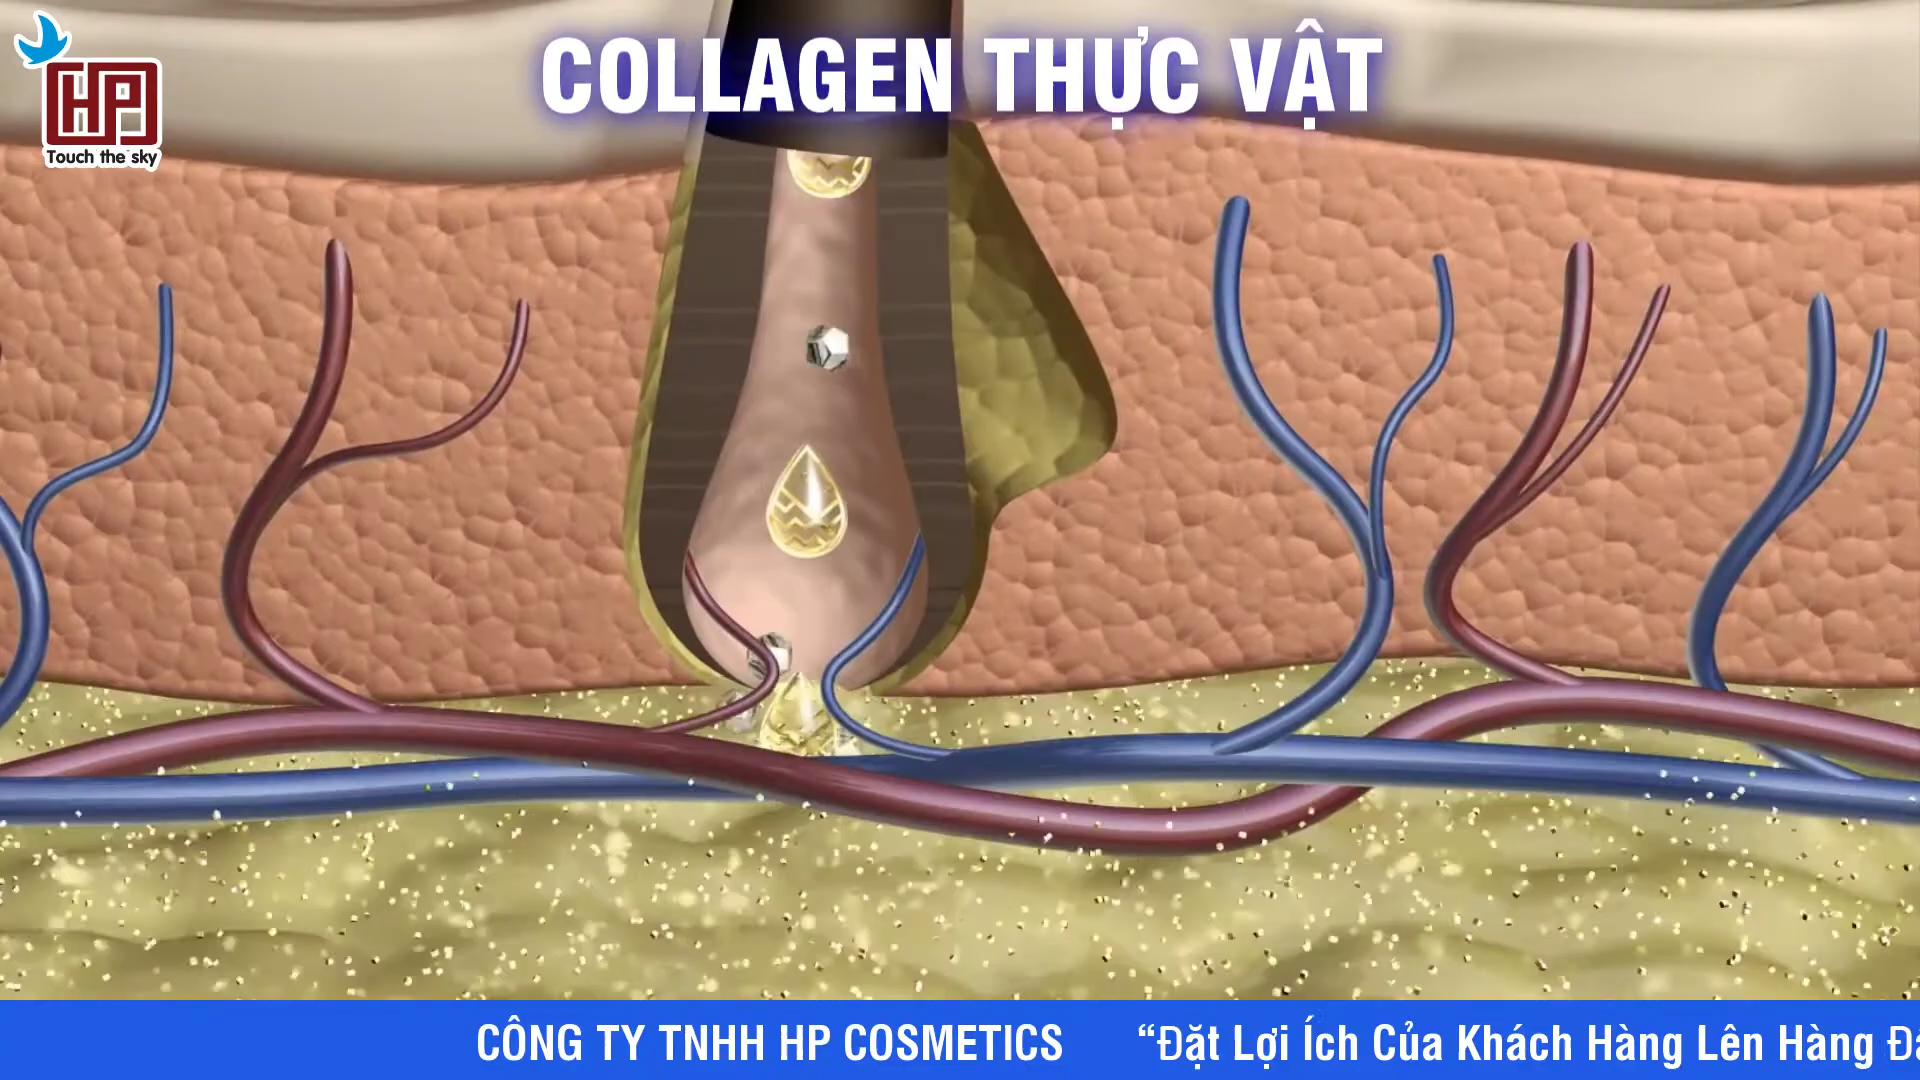 COLLAGEN THỰC VẬT
HP
Touch the sky
CÔNG TY TNHH HP COSMETICS “Đặt Lợi Ích Của Khách Hàng Lên Hàng